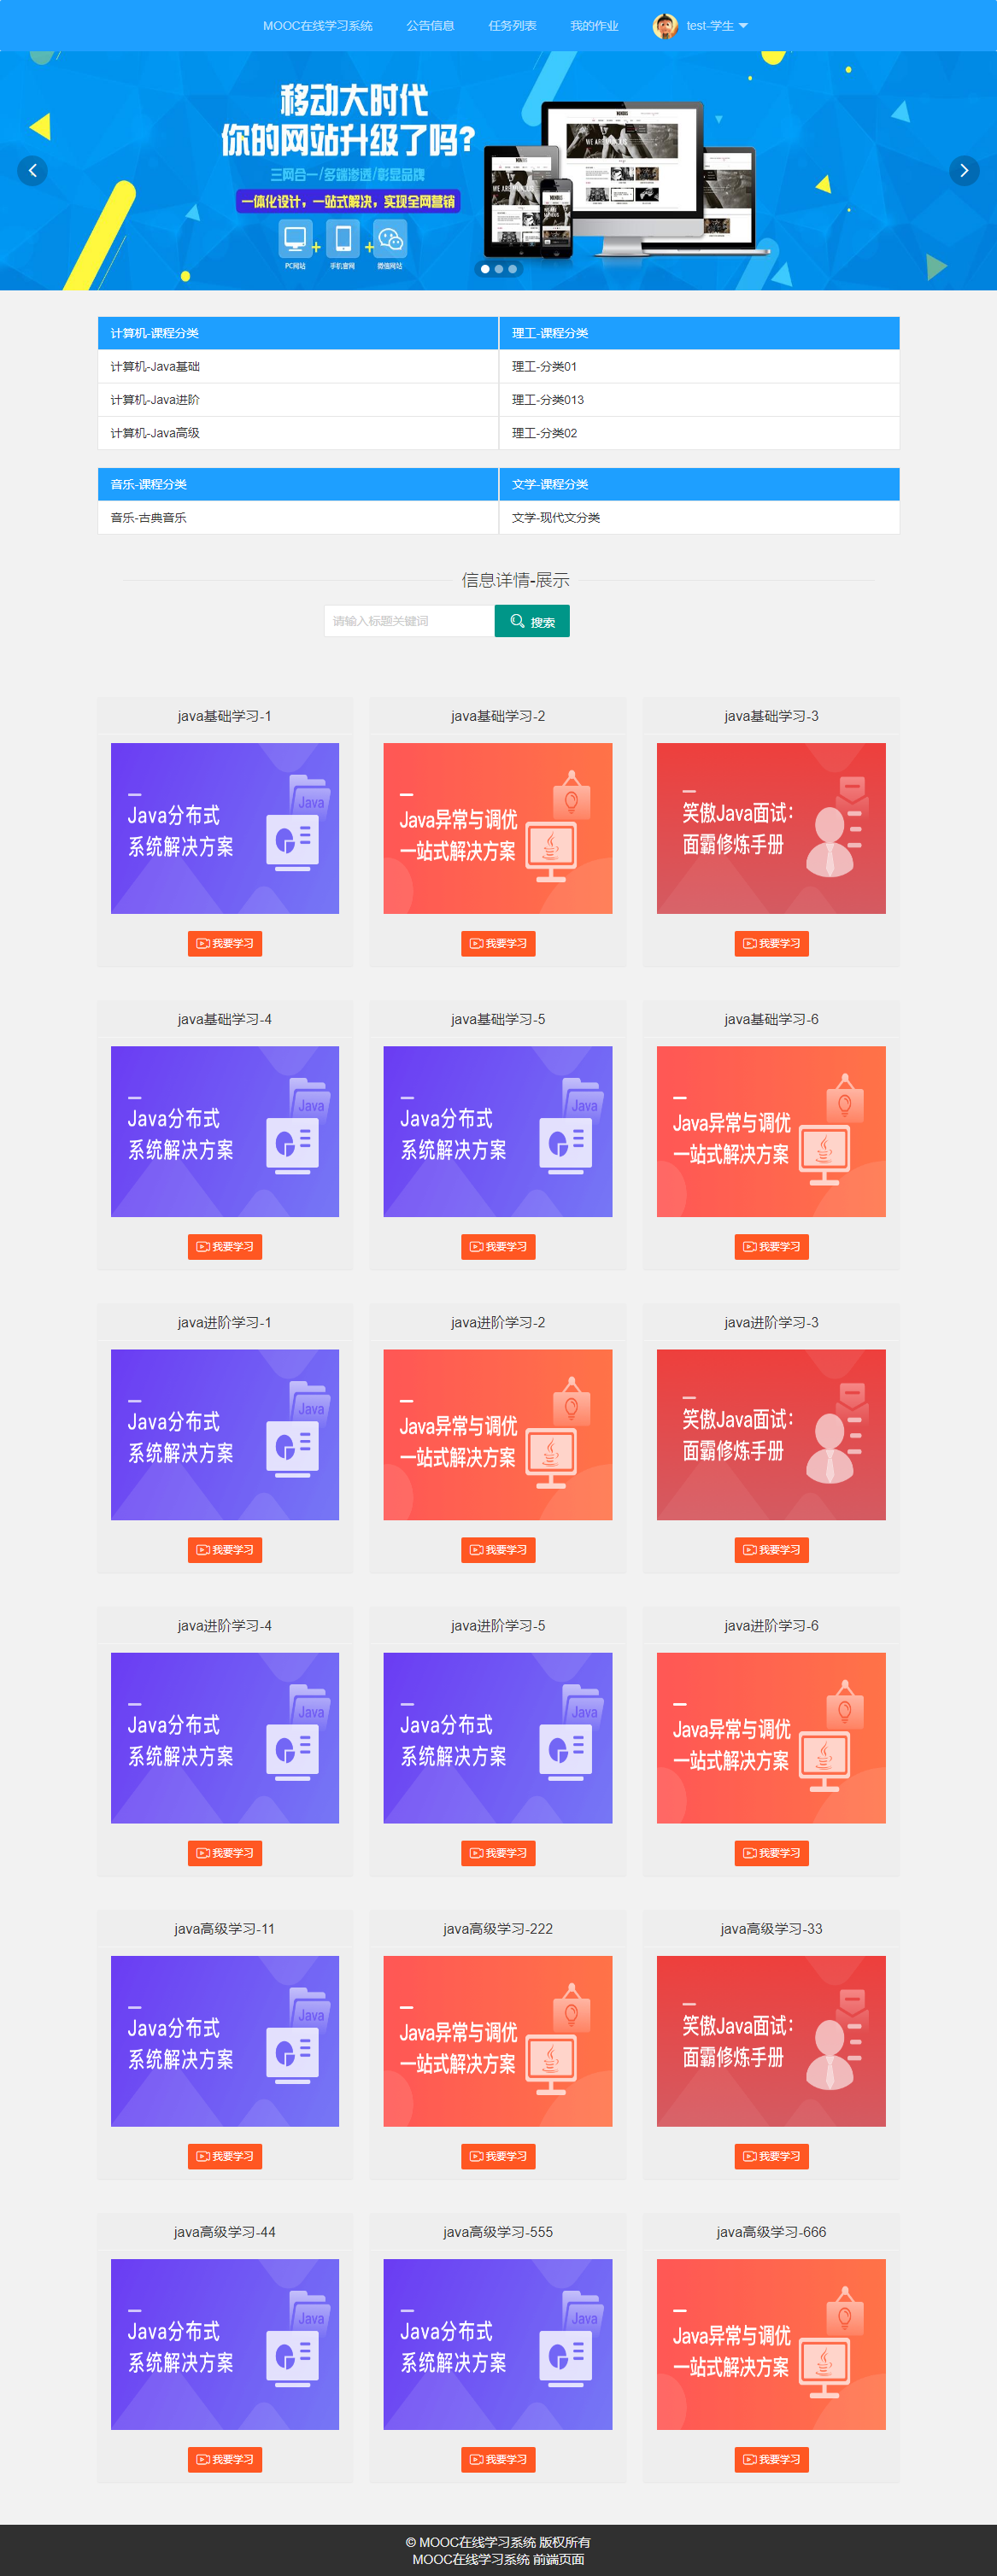 MOOC在线学习系统 公告信息 任务列表 我的作业 test-学生
移动大时代
你的网站升级了吗?
三网合一/多端渗透/彰显品牌
一体化设计，一站式解决，实现全网营销
PC网站 + 手机官网 + 微信网站
计算机-课程分类 理工-课程分类
计算机-Java基础 理工-分类01
计算机-Java进阶 理工-分类013
计算机-Java高级 理工-分类02
音乐-课程分类 文学-课程分类
音乐-古典音乐 文学-现代文分类
信息详情-展示
请输入标题关键词 搜索
java基础学习-1 java基础学习-2 java基础学习-3
Java
Java分布式 Java异常与调优 笑傲Java面试：
系统解决方案 一站式解决方案 面霸修炼手册
我要学习 我要学习 我要学习
java基础学习-4 java基础学习-5 java基础学习-6
Java Java
Java分布式 Java分布式 Java异常与调优
系统解决方案 系统解决方案 一站式解决方案
我要学习 我要学习 我要学习
java进阶学习-1 java进阶学习-2 java进阶学习-3
Java
Java分布式 Java异常与调优 笑傲Java面试：
系统解决方案 一站式解决方案 面霸修炼手册
我要学习 我要学习 我要学习
java进阶学习-4 java进阶学习-5 java进阶学习-6
Java Java
Java分布式 Java分布式 Java异常与调优
系统解决方案 系统解决方案 一站式解决方案
我要学习 我要学习 我要学习
java高级学习-11 java高级学习-222 java高级学习-33
Java
Java分布式 Java异常与调优 笑傲Java面试：
系统解决方案 一站式解决方案 面霸修炼手册
我要学习 我要学习 我要学习
java高级学习-44 java高级学习-555 java高级学习-666
Java Java
Java分布式 Java分布式 Java异常与调优
系统解决方案 系统解决方案 一站式解决方案
我要学习 我要学习 我要学习
© MOOC在线学习系统 版权所有
MOOC在线学习系统 前端页面